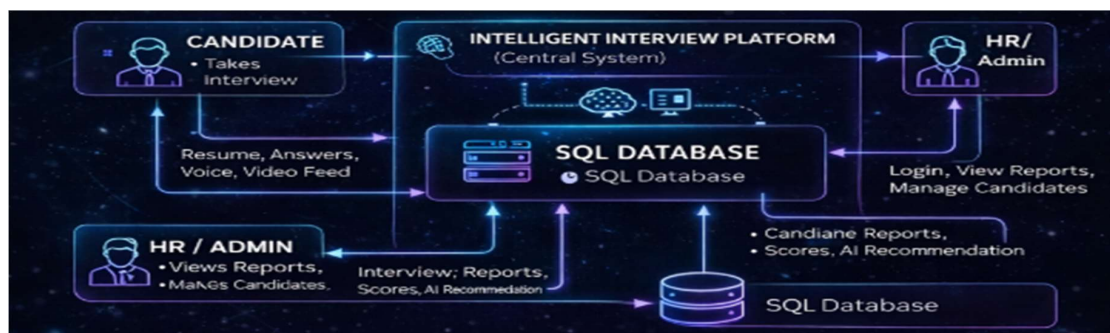 CANDIDATE
• Takes
Interview
INTELLIGENT INTERVIEW PLATFORM
(Central System)
HR/
Admin
Resume, Answers,
Voice, Video Feed
SQL DATABASE
SQL Database
Login, View Reports,
Manage Candidates
HR / ADMIN
• Views Reports,
• Candidates.
Interview; Reports,
Scores, AI Recommedation
• Candiane Reports,
• Scores, AI Recommendation
SQL Database